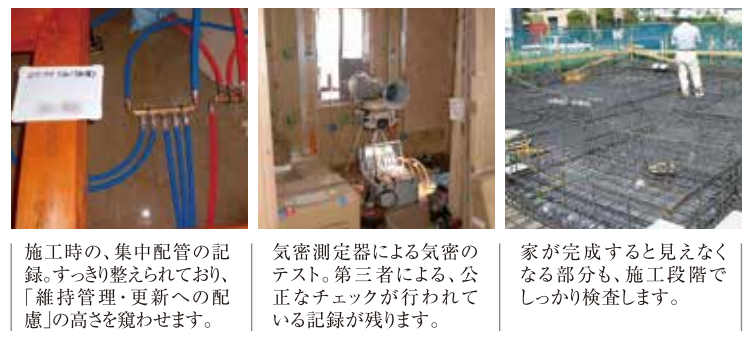 施工時の、集中配管の記
録。すっきり整えられており、
「維持管理・更新への配
慮」の高さを窺わせます。
気密測定器による気密の
テスト。第三者による、公
正なチェックが行われて
いる記録が残ります。
家が完成すると見えなく
なる部分も、施工段階で
しっかり検査します。